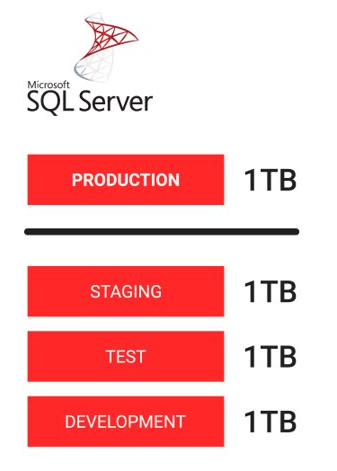 Microsoft
SQL Server
PRODUCTION 1TB
STAGING 1TB
TEST 1TB
DEVELOPMENT 1TB